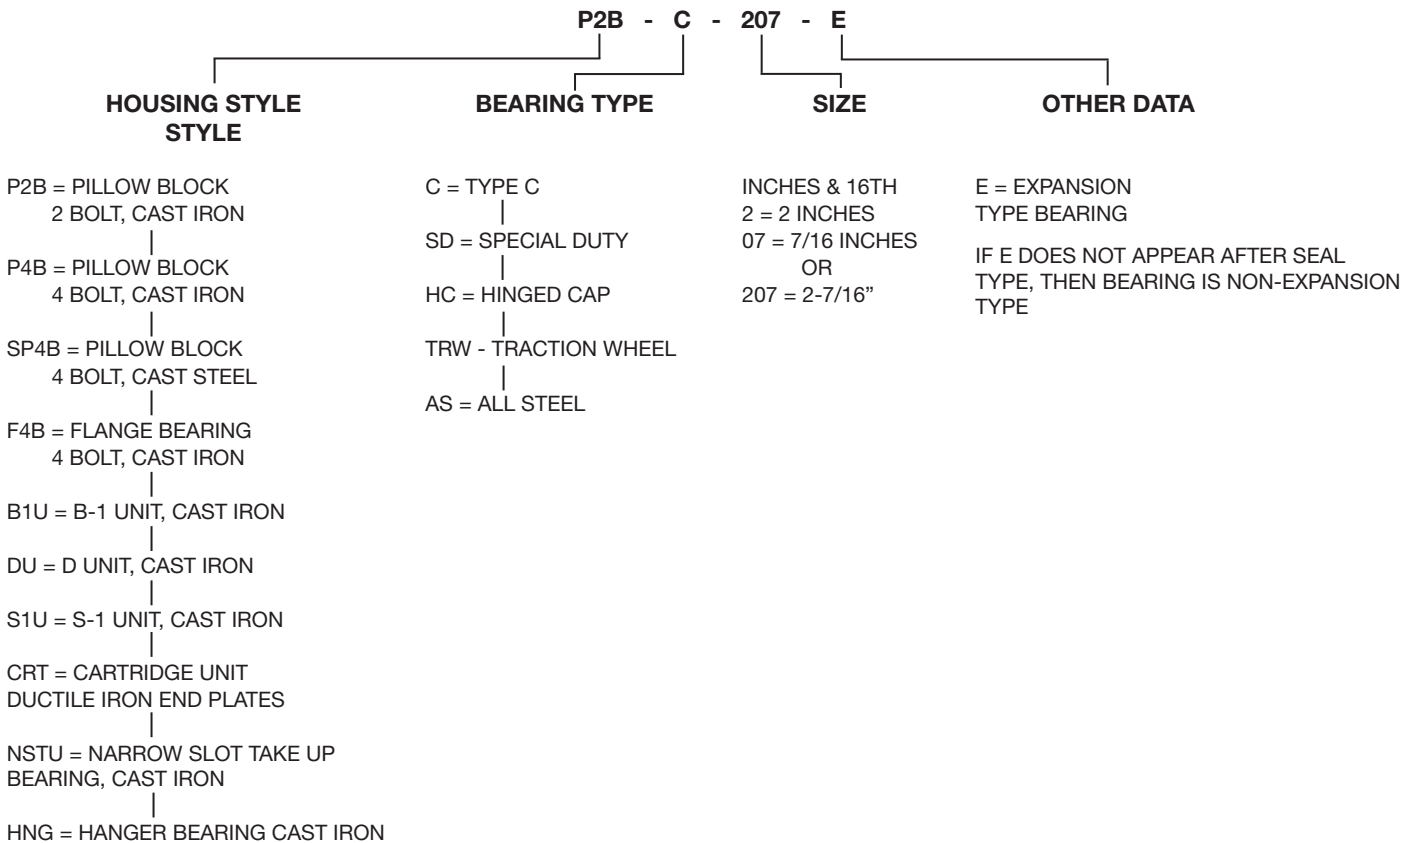 P2B - C - 207 - E
HOUSING STYLE
STYLE
P2B = PILLOW BLOCK
2 BOLT, CAST IRON
P4B = PILLOW BLOCK
4 BOLT, CAST IRON
SP4B = PILLOW BLOCK
4 BOLT, CAST STEEL
F4B = FLANGE BEARING
4 BOLT, CAST IRON
B1U = B-1 UNIT, CAST IRON
DU = D UNIT, CAST IRON
S1U = S-1 UNIT, CAST IRON
CRT = CARTRIDGE UNIT
DUCTILE IRON END PLATES
NSTU = NARROW SLOT TAKE UP
BEARING, CAST IRON
HNG = HANGER BEARING CAST IRON
BEARING TYPE
C = TYPE C
SD = SPECIAL DUTY
HC = HINGED CAP
TRW - TRACTION WHEEL
AS = ALL STEEL
SIZE
INCHES & 16TH
2 = 2 INCHES
07 = 7/16 INCHES
OR
207 = 2-7/16”
OTHER DATA
E = EXPANSION
TYPE BEARING
IF E DOES NOT APPEAR AFTER SEAL
TYPE, THEN BEARING IS NON-EXPANSION
TYPE